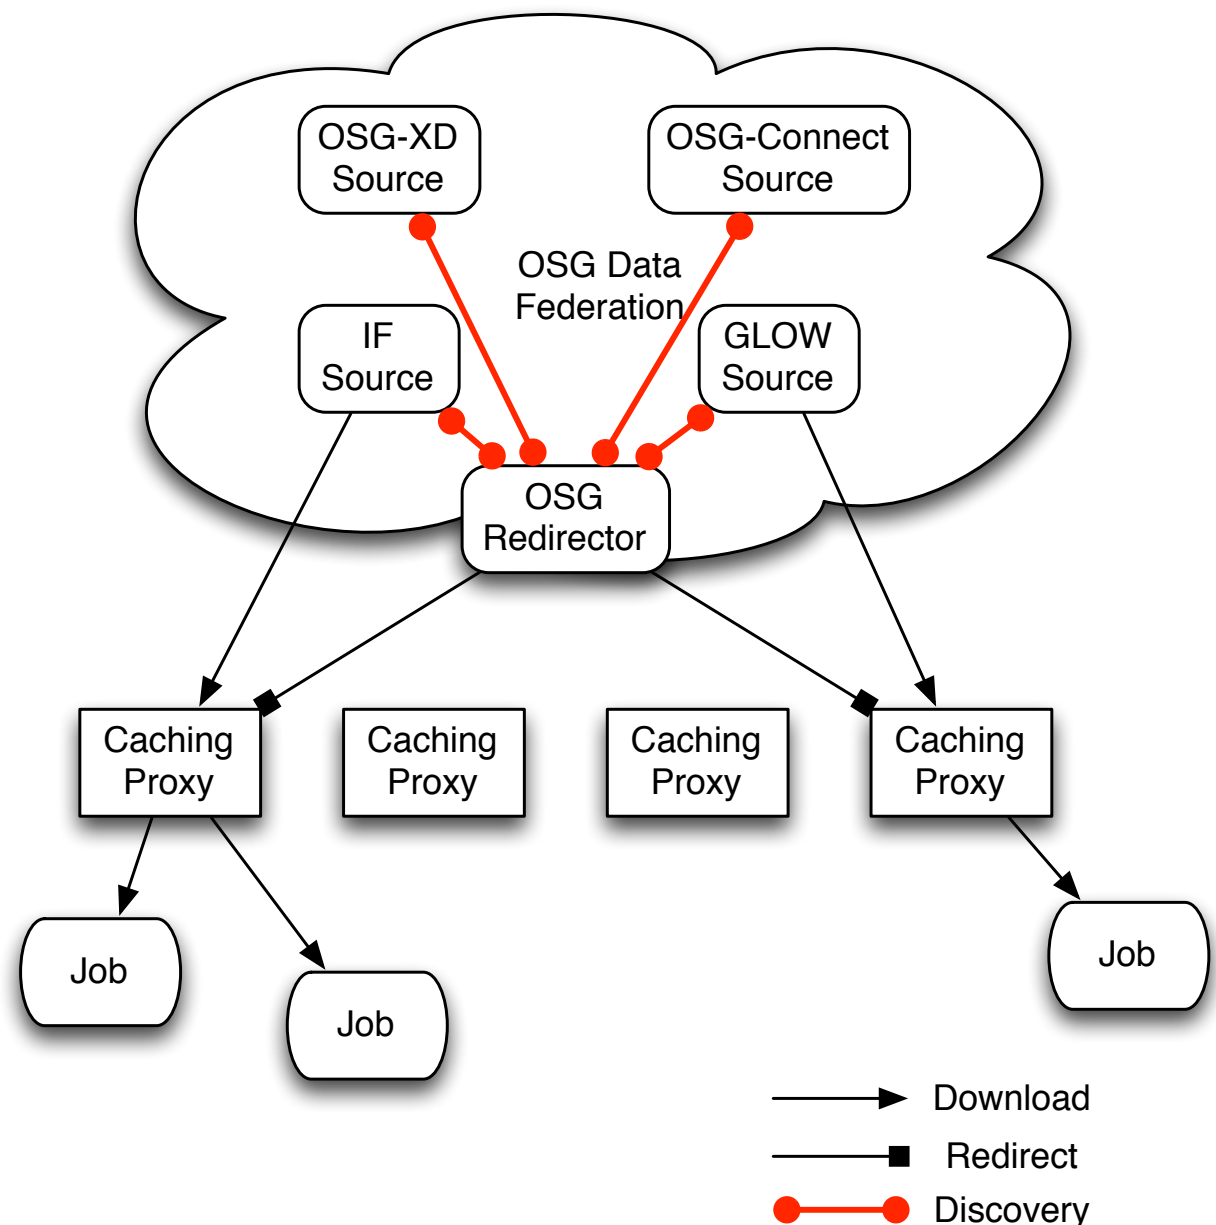 OSG-XD
Source
OSG-Connect
Source
OSG Data
Federation
IF
Source
GLOW
Source
OSG
Redirector
Caching
Proxy
Caching
Proxy
Caching
Proxy
Caching
Proxy
Job
Job
Job
Download
Redirect
Discovery